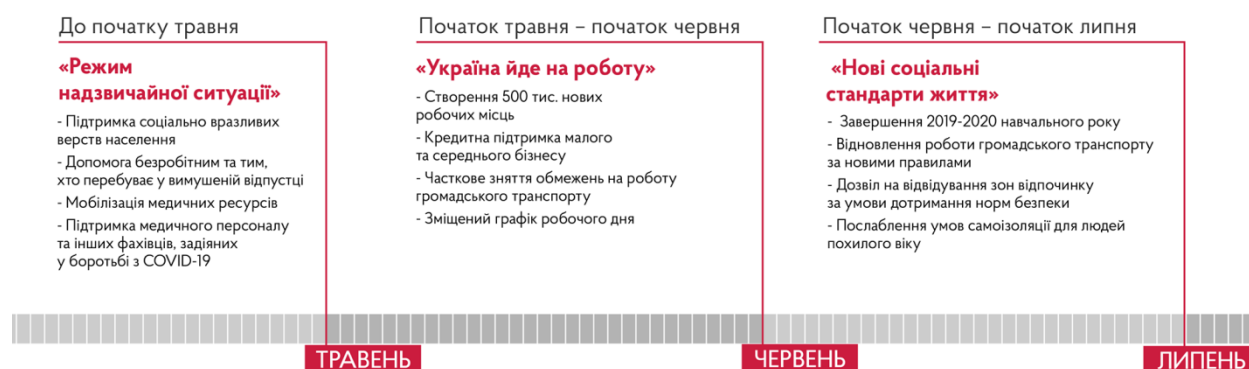 До початку травня
«Режим
надзвичайної ситуації»
- Підтримка соціально вразливих
верств населення
- Допомога безробітним та тим,
хто перебуває у вимушеній відпустці
- Мобілізація медичних ресурсів
- Підтримка медичного персоналу
та інших фахівців, задіяних
у боротьбі з COVID-19
Початок травня – початок червня
«Україна йде на роботу»
- Створення 500 тис. нових
робочих місць
- Кредитна підтримка малого
та середнього бізнесу
- Часткове зняття обмежень на роботу
громадського транспорту
- Зміщений графік робочого дня
Початок червня – початок липня
«Нові соціальні
стандарти життя»
- Завершення 2019-2020 навчального року
- Відновлення роботи громадського транспорту
за новими правилами
- Дозвіл на відвідування зон відпочинку
за умови дотримання норм безпеки
- Послаблення умов самоізоляції для людей
похилого віку
ТРАВЕНЬ
ЧЕРВЕНЬ
ЛИПЕНЬ